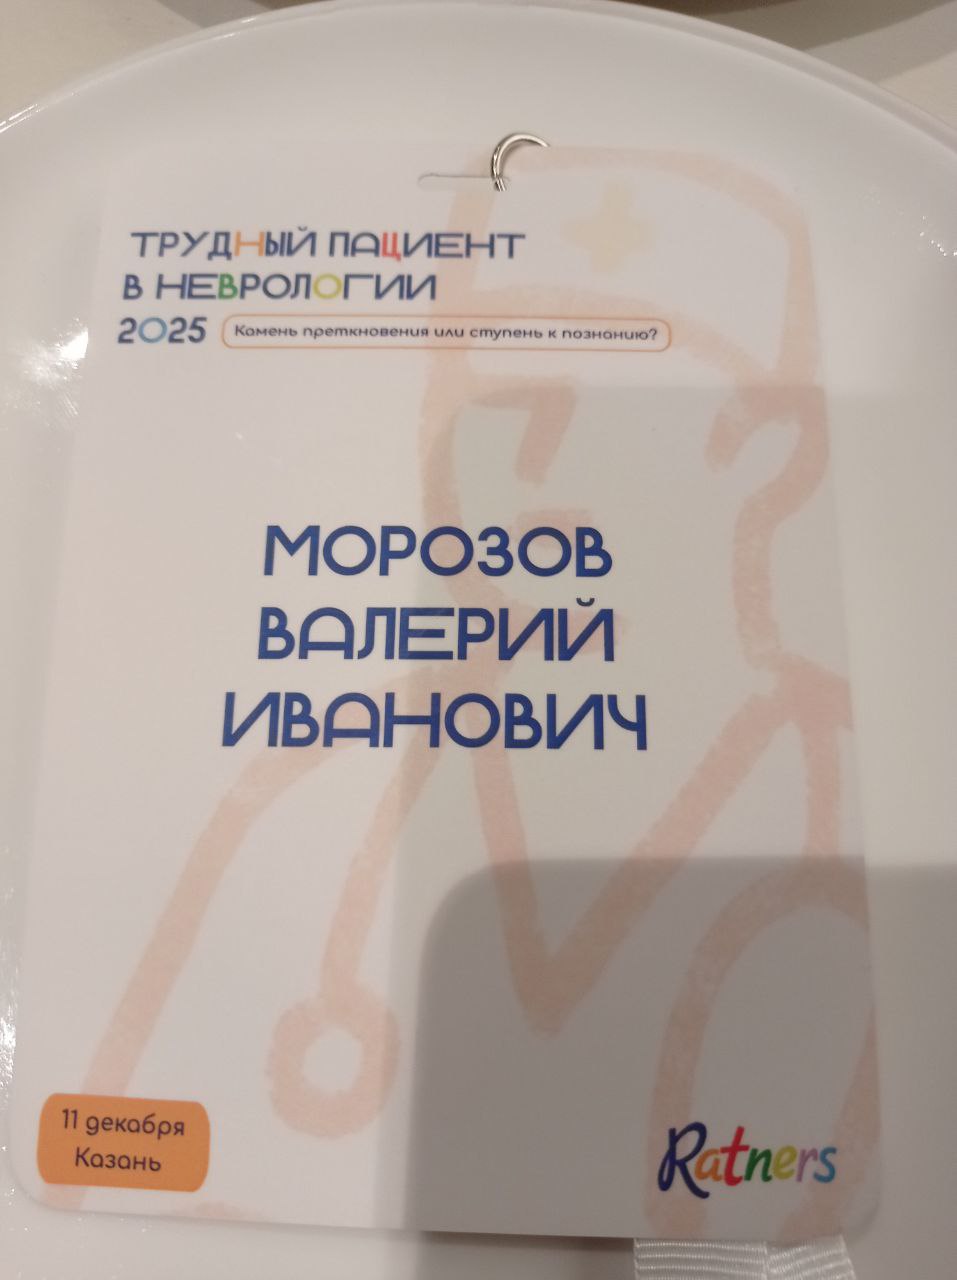 ТРУДНЫЙ ПАЦИЕНТ
В НЕВРОЛОГИИ
2025 Камень преткновения или ступень к познанию?
МОРОЗОВ
ВАЛЕРИЙ
ИВАНОВИЧ
11 декабря
Казань
Ratners